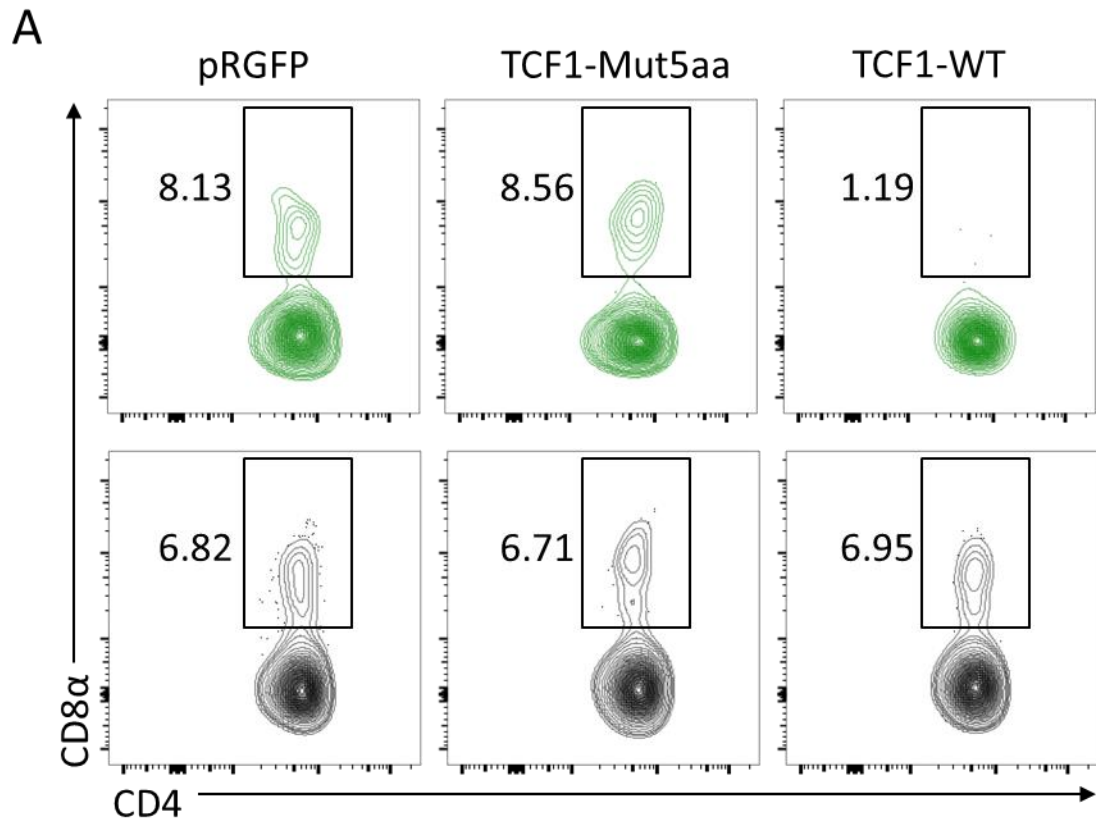 A
pRGFP TCF1-Mut5aa TCF1-WT
8.13 8.56 1.19
6.82 6.71 6.95
CD8α
CD4